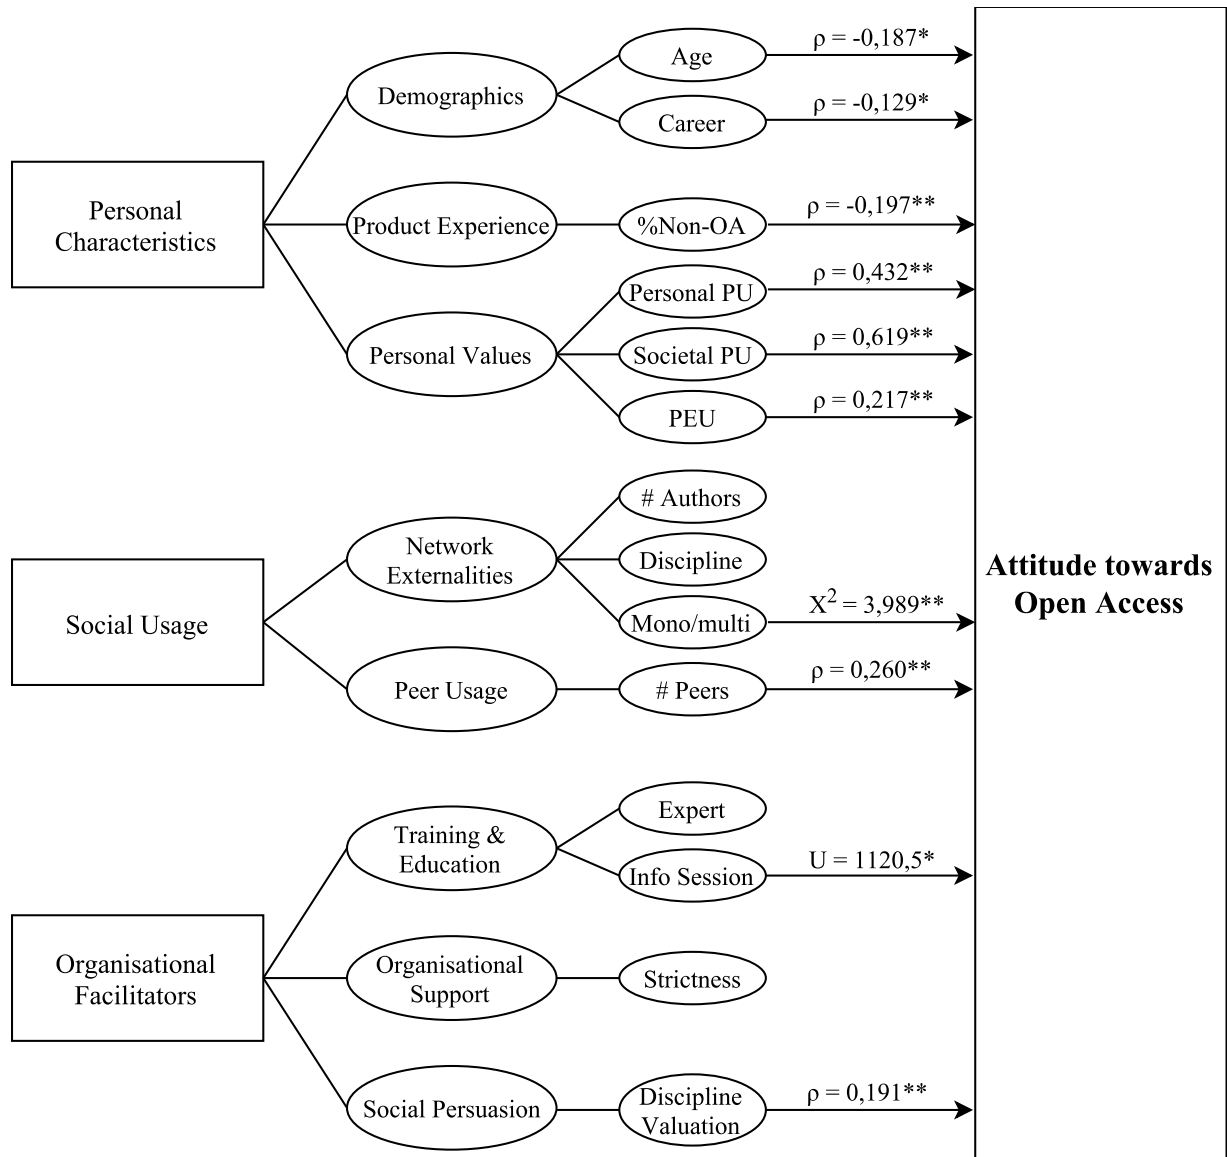 Personal
Characteristics
Demographics
Age
ρ = -0,187*
Career
ρ = -0,129*
Product Experience
%Non-OA
ρ = -0,197**
Personal Values
Personal PU
ρ = 0,432**
Societal PU
ρ = 0,619**
PEU
ρ = 0,217**
Social Usage
Network
Externalities
# Authors
Discipline
Mono/multi
X² = 3,989**
Peer Usage
# Peers
ρ = 0,260**
Organisational
Facilitators
Training &
Education
Expert
Info Session
U = 1120,5*
Organisational
Support
Strictness
Social Persuasion
Discipline
Valuation
ρ = 0,191**
Attitude towards
Open Access